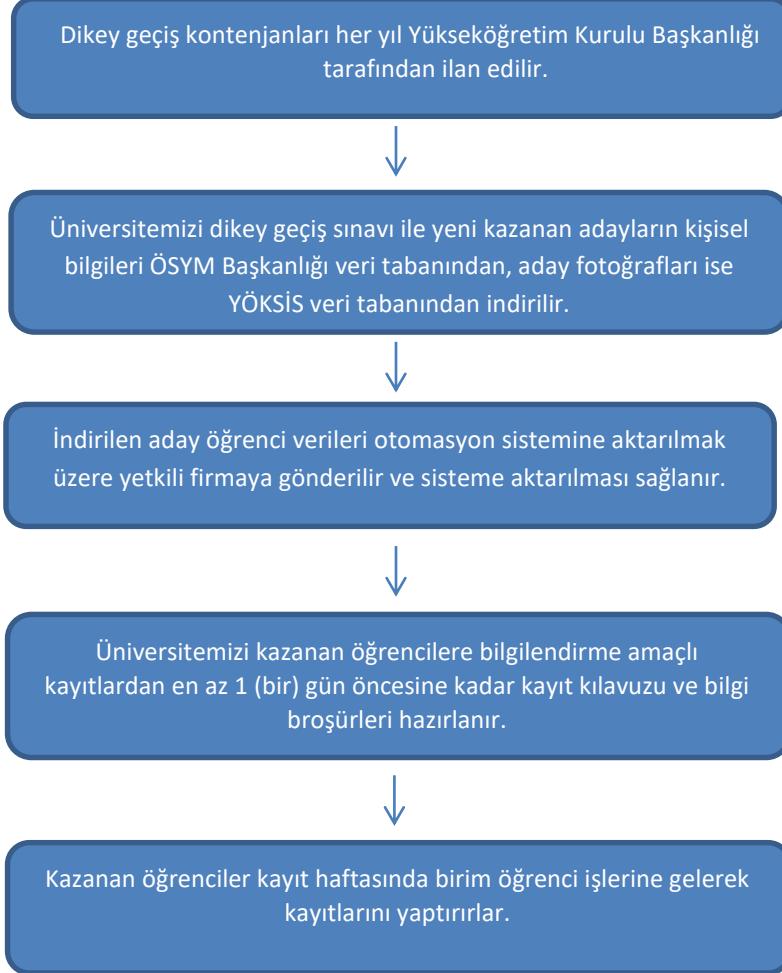 Dikey geçiş kontenjanları her yıl Yükseköğretim Kurulu Başkanlığı
tarafından ilan edilir.
Üniversitemizi dikey geçiş sınavı ile yeni kazanan adayların kişisel
bilgileri ÖSYM Başkanlığı veri tabanından, aday fotoğrafları ise
YÖKSİS veri tabanından indirilir.
İndirilen aday öğrenci verileri otomasyon sistemine aktarılmak
üzere yetkili firmaya gönderilir ve sisteme aktarılması sağlanır.
Üniversitemizi kazanan öğrencilere bilgilendirme amaçlı
kayıtlardan en az 1 (bir) gün öncesine kadar kayıt kılavuzu ve bilgi
broşürleri hazırlanır.
Kazanan öğrenciler kayıt haftasında birim öğrenci işlerine gelerek
kayıtlarını yaptırırlar.